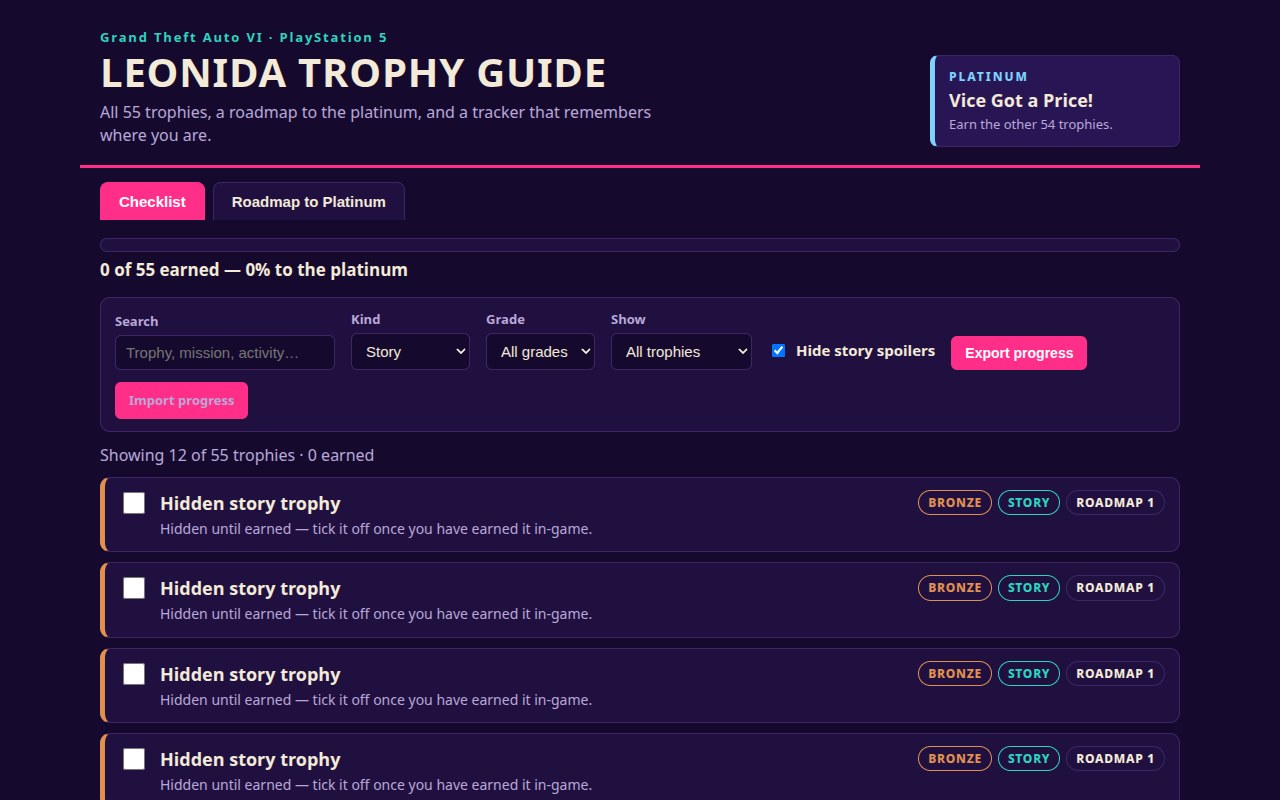 Grand Theft Auto VI · PlayStation 5
LEONIDA TROPHY GUIDE
All 55 trophies, a roadmap to the platinum, and a tracker that remembers
where you are.
PLATINUM
Vice Got a Price!
Earn the other 54 trophies.
Checklist
Roadmap to Platinum
0 of 55 earned — 0% to the platinum
Search
Kind
Grade
Show
Trophy, mission, activity…
Story
All grades
All trophies
Hide story spoilers
Export progress
Import progress
Showing 12 of 55 trophies · 0 earned
Hidden story trophy
BRONZE
STORY
ROADMAP 1
Hidden until earned — tick it off once you have earned it in-game.
Hidden story trophy
BRONZE
STORY
ROADMAP 1
Hidden until earned — tick it off once you have earned it in-game.
Hidden story trophy
BRONZE
STORY
ROADMAP 1
Hidden until earned — tick it off once you have earned it in-game.
Hidden story trophy
BRONZE
STORY
ROADMAP 1
Hidden until earned — tick it off once you have earned it in-game.